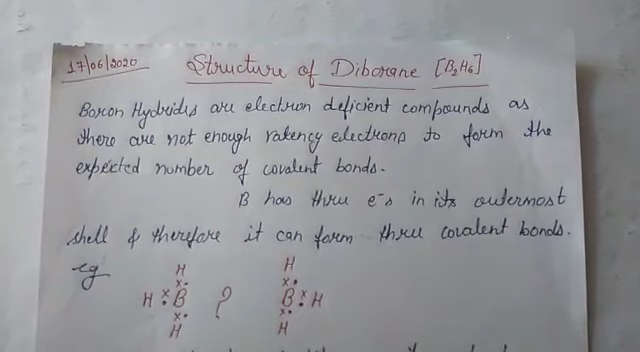 17/06/2020 Structure of Diborane [B2H6]
Boron Hydrides are electron deficient compounds as
there are not enough valency electrons to form the
expected number of covalent bonds.
B has three e-s in its outermost
shell & therefore it can form three covalent bonds.
eg
H H
H B ? B H
H H